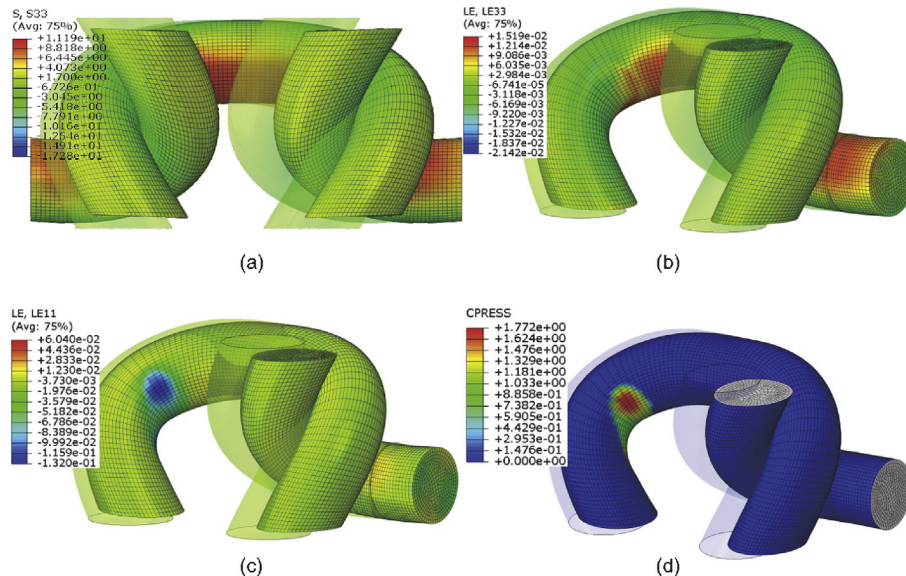 S, S33
(Avg: 75%)
+1.119e+01
+8.818e+00
+6.445e+00
+4.073e+00
+1.700e+00
-6.726e-01
-3.045e+00
-5.418e+00
-7.791e+00
-1.016e+01
-1.254e+01
-1.491e+01
-1.728e+01
(a)
LE, LE33
(Avg: 75%)
+1.519e-02
+1.214e-02
+9.086e-03
+6.035e-03
+2.984e-03
-6.741e-05
-3.118e-03
-6.169e-03
-9.220e-03
-1.227e-02
-1.532e-02
-1.837e-02
-2.142e-02
(b)
LE, LE11
(Avg: 75%)
+6.040e-02
+4.436e-02
+2.833e-02
+1.230e-02
-3.730e-03
-1.976e-02
-3.579e-02
-5.182e-02
-6.786e-02
-8.389e-02
-9.992e-02
-1.159e-01
-1.320e-01
(c)
CPRESS
+1.772e+00
+1.624e+00
+1.476e+00
+1.329e+00
+1.181e+00
+1.033e+00
+8.858e-01
+7.382e-01
+5.905e-01
+4.429e-01
+2.953e-01
+1.476e-01
+0.000e+00
(d)